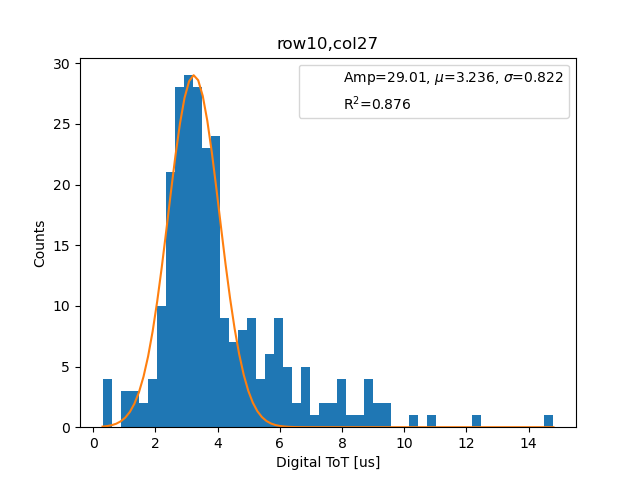 row10,col27
Amp=29.01, μ=3.236, σ=0.822
R²=0.876
30
25
20
15
10
5
0
Counts
0 2 4 6 8 10 12 14
Digital ToT [us]